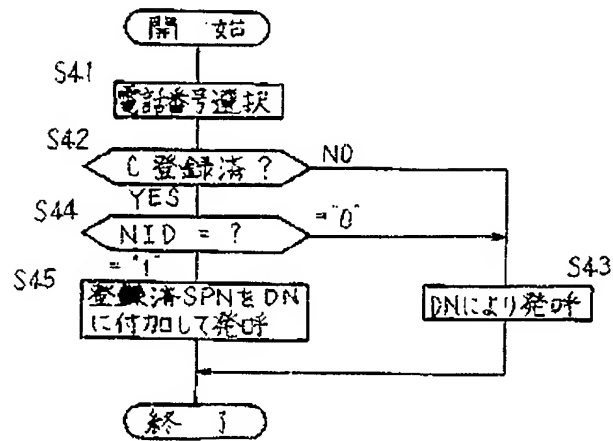 開 始
S41
電話番号選択
S42
C 登録済?
NO
YES
S44
NID = ?
="0"
="1"
S45
登録済SPNをDN
に付加して発呼
S43
DNにより発呼
終 了